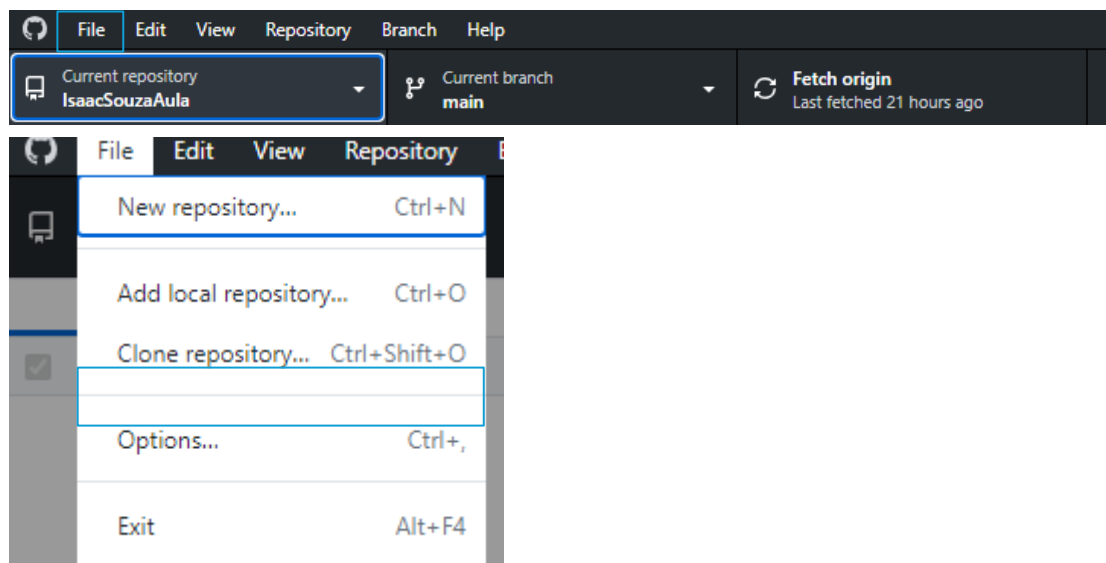 File Edit View Repository Branch Help
Current repository
IsaacSouzaAula
Current branch
main
Fetch origin
Last fetched 21 hours ago
File Edit View Repository
New repository... Ctrl+N
Add local repository... Ctrl+O
Clone repository... Ctrl+Shift+O
Options... Ctrl+,
Exit Alt+F4